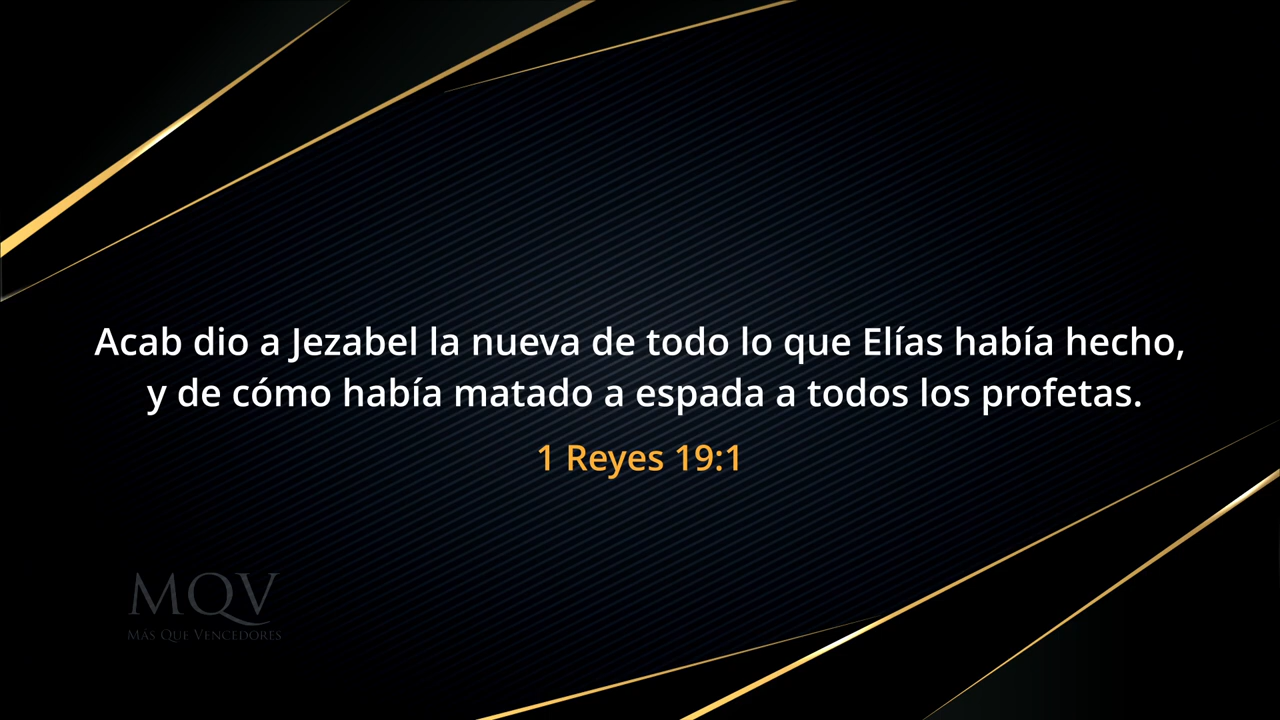 Acab dio a Jezabel la nueva de todo lo que Elías había hecho,
y de cómo había matado a espada a todos los profetas.
1 Reyes 19:1
MQV
Más Que Vencedores